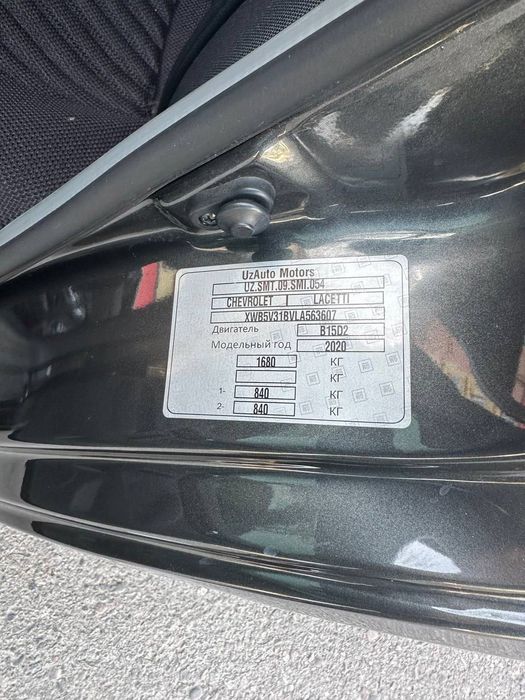 UzAuto Motors
UZ.SMT.09.SMI.054
CHEVROLET LACETTI
XWB5V31BVLA563607
Двигатель B15D2
Модельный год 2020
1680 КГ
КГ
1- 840 КГ
2- 840 КГ